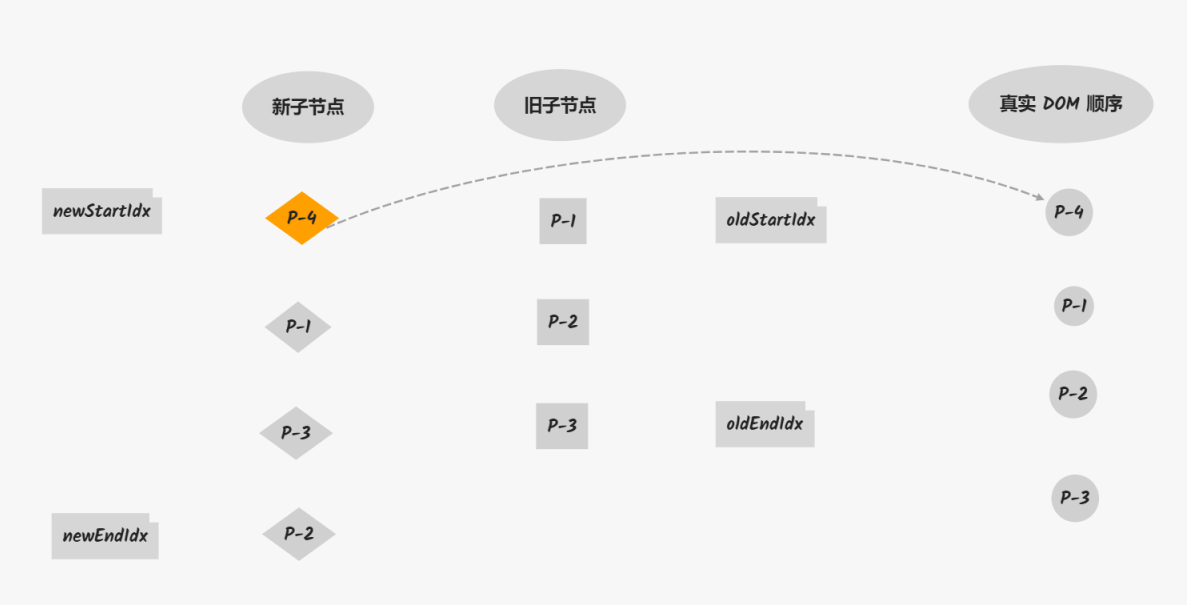 新子节点
旧子节点
真实 DOM 顺序
newStartIdx
P-4
P-1
oldStartIdx
P-4
P-1
P-2
P-1
P-3
P-3
oldEndIdx
P-2
newEndIdx
P-2
P-3